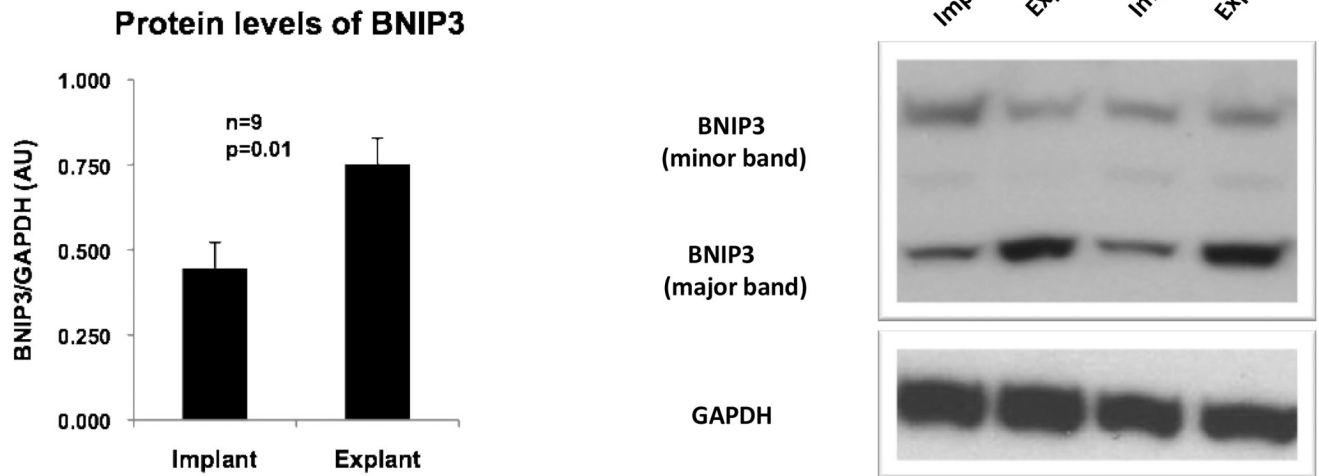 Protein levels of BNIP3
BNIP3/GAPDH (AU)
1.000
0.750
0.500
0.250
0.000
n=9
p=0.01
Implant
Explant
BNIP3
(minor band)
BNIP3
(major band)
GAPDH